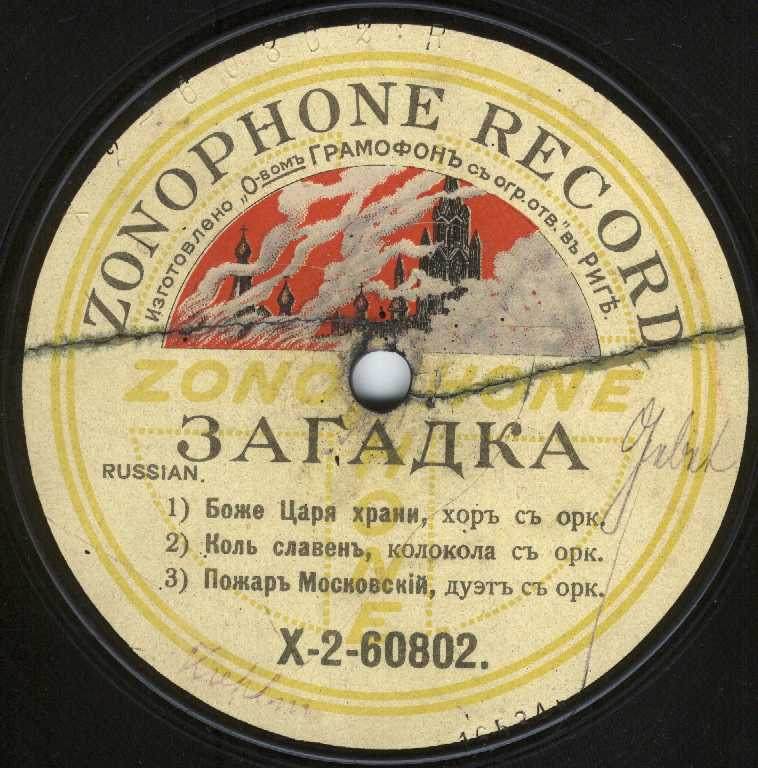 ZONOPHONE RECORD
Изготовлено „О-вомъ ГРАМОФОНЪ съ огр. отв." въ РИГѢ.
ZONOPHONE
ЗАГАДКА
RUSSIAN.
1) Боже Царя храни, хоръ съ орк.
2) Коль славенъ, колокола съ орк.
3) Пожаръ Московскій, дуэтъ съ орк.
X-2-60802.